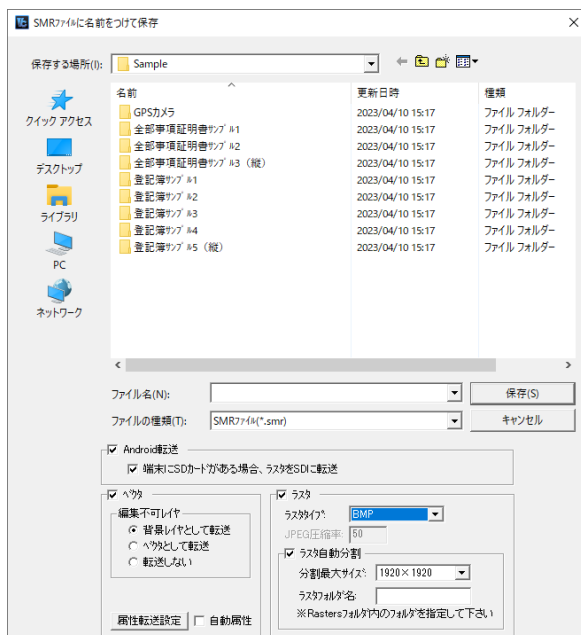 SMRﾌｧｲﾙに名前をつけて保存
保存する場所(I): Sample
クイック アクセス
デスクトップ
ライブラリ
PC
ネットワーク
名前 更新日時 種類
GPSカメラ 2023/04/10 15:17 ファイル フォルダー
全部事項証明書ｻﾝﾌﾟﾙ1 2023/04/10 15:17 ファイル フォルダー
全部事項証明書ｻﾝﾌﾟﾙ2 2023/04/10 15:17 ファイル フォルダー
全部事項証明書ｻﾝﾌﾟﾙ3（縦） 2023/04/10 15:17 ファイル フォルダー
登記簿ｻﾝﾌﾟﾙ1 2023/04/10 15:17 ファイル フォルダー
登記簿ｻﾝﾌﾟﾙ2 2023/04/10 15:17 ファイル フォルダー
登記簿ｻﾝﾌﾟﾙ3 2023/04/10 15:17 ファイル フォルダー
登記簿ｻﾝﾌﾟﾙ4 2023/04/10 15:17 ファイル フォルダー
登記簿ｻﾝﾌﾟﾙ5（縦） 2023/04/10 15:17 ファイル フォルダー
ファイル名(N): 保存(S)
ファイルの種類(T): SMRﾌｧｲﾙ(*.smr) キャンセル
Android転送
端末にSDカードがある場合、ﾗｽﾀをSDに転送
ﾍﾞｸﾀ
編集不可ﾚｲﾔ
背景ﾚｲﾔとして転送
ﾍﾞｸﾀとして転送
転送しない
属性転送設定 自動属性
ﾗｽﾀ
ﾗｽﾀﾀｲﾌﾟ: BMP
JPEG圧縮率: 50
ﾗｽﾀ自動分割
分割最大ｻｲｽﾞ: 1920×1920
ﾗｽﾀﾌｫﾙﾀﾞ名:
※Rastersﾌｫﾙﾀﾞ内のﾌｫﾙﾀﾞを指定して下さい